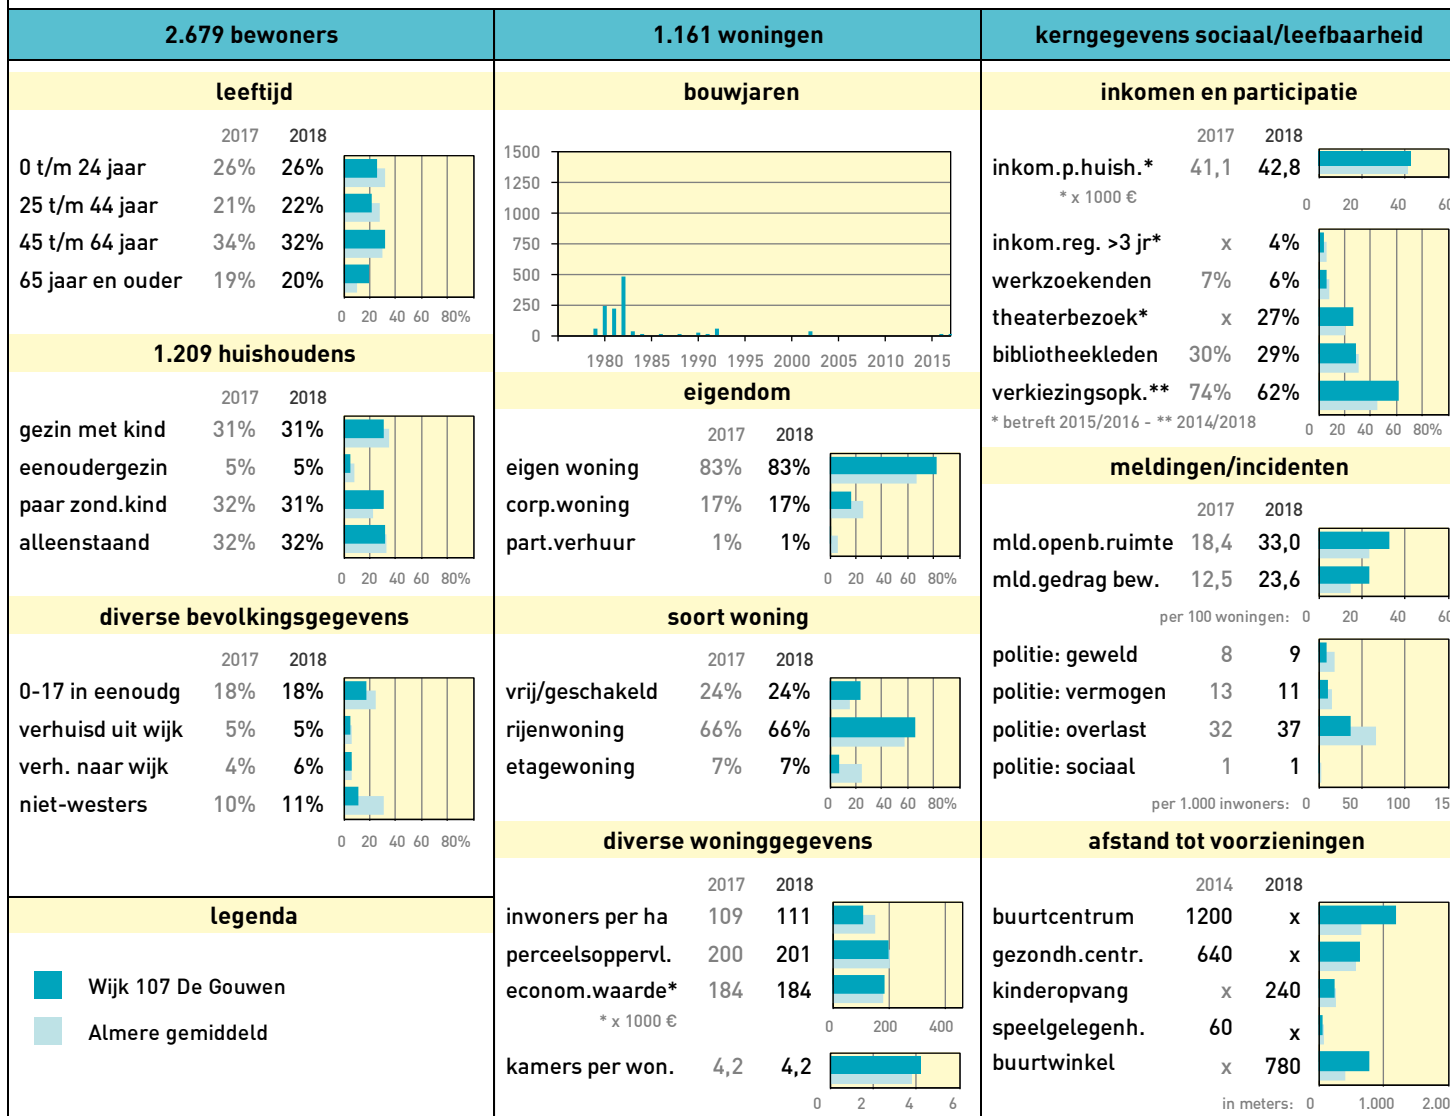 2.679 bewoners
leeftijd
2017 2018
0 t/m 24 jaar 26% 26%
25 t/m 44 jaar 21% 22%
45 t/m 64 jaar 34% 32%
65 jaar en ouder 19% 20%
0 20 40 60 80%
1.209 huishoudens
2017 2018
gezin met kind 31% 31%
eenoudergezin 5% 5%
paar zond.kind 32% 31%
alleenstaand 32% 32%
0 20 40 60 80%
diverse bevolkingsgegevens
2017 2018
0-17 in eenoudg 18% 18%
verhuisd uit wijk 5% 5%
verh. naar wijk 4% 6%
niet-westers 10% 11%
0 20 40 60 80%
legenda
Wijk 107 De Gouwen
Almere gemiddeld
1.161 woningen
bouwjaren
1500
1250
1000
750
500
250
0
1980 1985 1990 1995 2000 2005 2010 2015
eigendom
2017 2018
eigen woning 83% 83%
corp.woning 17% 17%
part.verhuur 1% 1%
0 20 40 60 80%
soort woning
2017 2018
vrij/geschakeld 24% 24%
rijenwoning 66% 66%
etagewoning 7% 7%
0 20 40 60 80%
diverse woninggegevens
2017 2018
inwoners per ha 109 111
perceelsoppervl. 200 201
econom.waarde* 184 184
* x 1000 €
0 200 400
kamers per won. 4,2 4,2
0 2 4 6
kerngegevens sociaal/leefbaarheid
inkomen en participatie
2017 2018
inkom.p.huish.* 41,1 42,8
* x 1000 €
0 20 40 60
inkom.reg. >3 jr* x 4%
werkzoekenden 7% 6%
theaterbezoek* x 27%
bibliotheekleden 30% 29%
verkiezingsopk.** 74% 62%
* betreft 2015/2016 - ** 2014/2018
0 20 40 60 80%
meldingen/incidenten
2017 2018
mld.openb.ruimte 18,4 33,0
mld.gedrag bew. 12,5 23,6
per 100 woningen: 0 20 40 60
politie: geweld 8 9
politie: vermogen 13 11
politie: overlast 32 37
politie: sociaal 1 1
per 1.000 inwoners: 0 50 100 15
afstand tot voorzieningen
2014 2018
buurtcentrum 1200 x
gezondh.centr. 640 x
kinderopvang x 240
speelgelegenh. 60 x
buurtwinkel x 780
in meters: 0 1.000 2.00